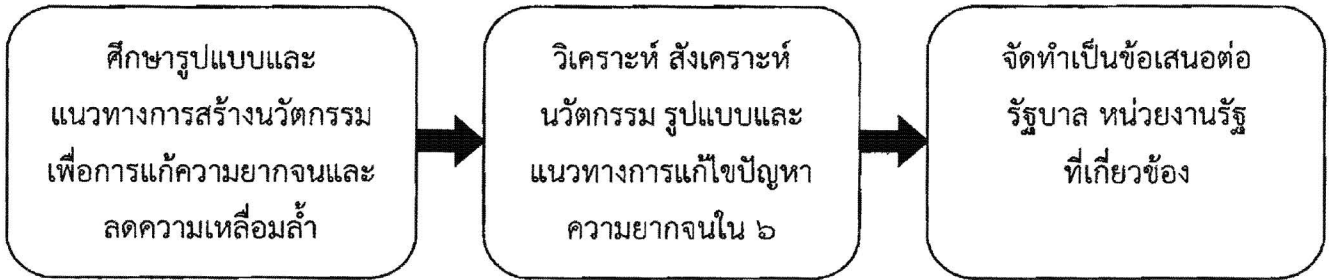 ศึกษารูปแบบและ
แนวทางการสร้างนวัตกรรม
เพื่อการแก้ความยากจนและ
ลดความเหลื่อมล้ำ
วิเคราะห์ สังเคราะห์
นวัตกรรม รูปแบบและ
แนวทางการแก้ไขปัญหา
ความยากจนใน ๖
จัดทำเป็นข้อเสนอต่อ
รัฐบาล หน่วยงานรัฐ
ที่เกี่ยวข้อง